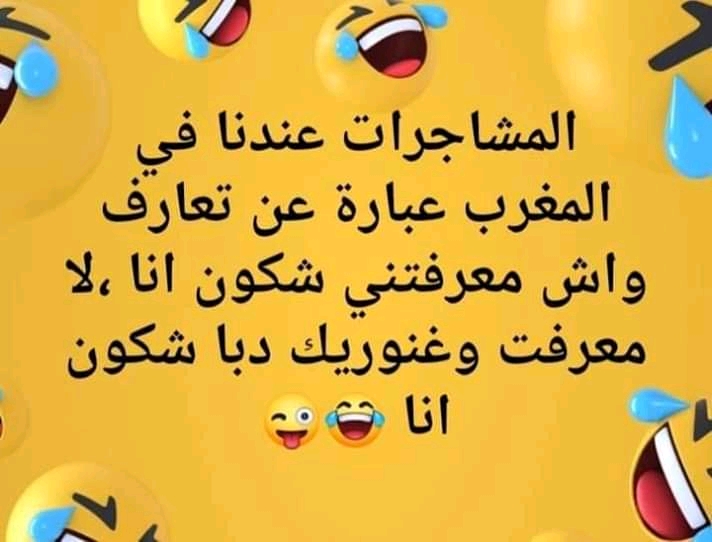 المشاجرات عندنا في
المغرب عبارة عن تعارف
واش معرفتني شكون انا ،لا
معرفت وغنوريك دبا شكون
انا 😂😜